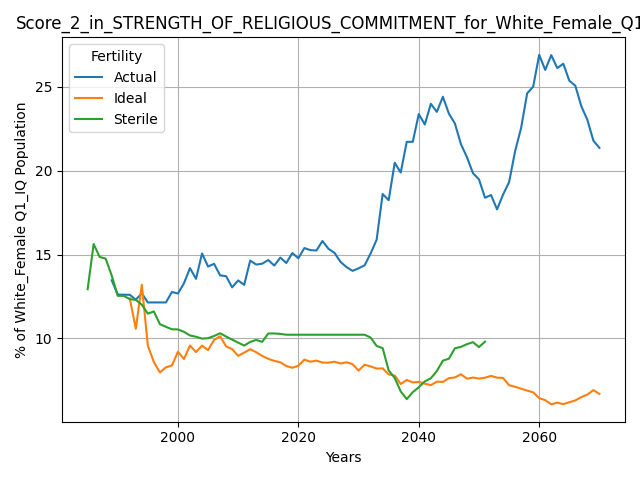 Score_2_in_STRENGTH_OF_RELIGIOUS_COMMITMENT_for_White_Female_Q1
Fertility
Actual
Ideal
Sterile
% of White_Female Q1_IQ Population
25
20
15
10
2000 2020 2040 2060
Years